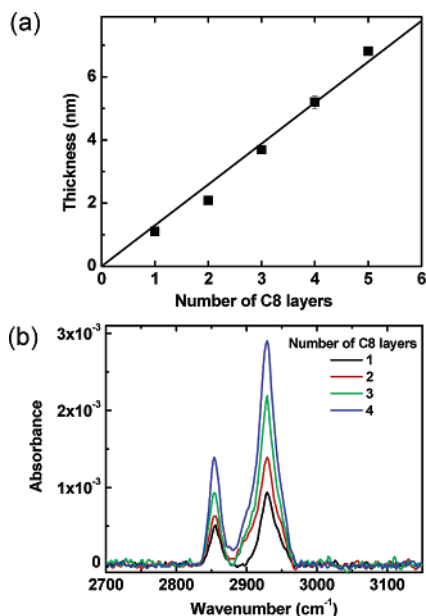 (a)
Thickness (nm)
6
4
2
0
0 1 2 3 4 5 6
Number of C8 layers
(b)
Absorbance
3x10⁻³
2x10⁻³
1x10⁻³
0
Number of C8 layers
1
2
3
4
2700 2800 2900 3000 3100
Wavenumber (cm⁻¹)